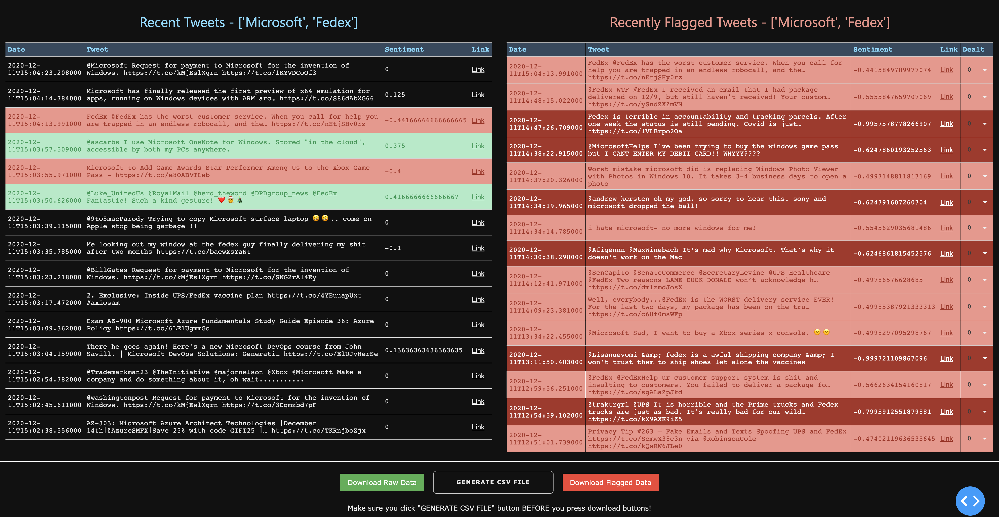 Recent Tweets - ['Microsoft', 'Fedex']
Date Tweet Sentiment Link
2020-12-
11T15:04:23.208000
@Microsoft Request for payment to Microsoft for the invention of
Windows. https://t.co/kMjEslXgrn https://t.co/1KYVDCoOf3
0 Link
2020-12-
11T15:04:14.784000
Microsoft has finally released the first preview of x64 emulation for
apps, running on Windows devices with ARM arc… https://t.co/S86dAbXG66
0.125 Link
2020-12-
11T15:04:13.991000
FedEx @FedEx has the worst customer service. When you call for help you
are trapped in an endless robocall, and the… https://t.co/nEtjSHy0rz
-0.44166666666666665 Link
2020-12-
11T15:03:57.509000
@ascarbs I use Microsoft OneNote for Windows. Stored "in the cloud",
accessible by both my PCs anywhere.
0.375 Link
2020-12-
11T15:03:55.971000
Microsoft to Add Game Awards Star Performer Among Us to the Xbox Game
Pass - https://t.co/e8OAB9TLeb
-0.4 Link
2020-12-
11T15:03:50.626000
@Luke_UnitedUs @RoyalMail @herd_theword @DPDgroup_news @FedEx
Fantastic! Such a kind gesture! ❤️🎅🎄
0.4166666666666667 Link
2020-12-
11T15:03:39.115000
@9to5macParody Trying to copy Microsoft surface laptop 🤣🤣.. come on
Apple stop being garbage !!
0 Link
2020-12-
11T15:03:35.785000
Me looking out my window at the fedex guy finally delivering my shit
after two months https://t.co/baewXsYaNt
-0.1 Link
2020-12-
11T15:03:23.218000
@BillGates Request for payment to Microsoft for the invention of
Windows. https://t.co/kMjEslXgrn https://t.co/SNG2rAl4Ey
0 Link
2020-12-
11T15:03:17.472000
2. Exclusive: Inside UPS/FedEx vaccine plan https://t.co/4YEuuapUxt
#axiosam
0 Link
2020-12-
11T15:03:09.362000
Exam AZ-900 Microsoft Azure Fundamentals Study Guide Episode 36: Azure
Policy https://t.co/6LE1UgmmGc
0 Link
2020-12-
11T15:03:04.159000
There he goes again! Here's a new Microsoft DevOps course from John
Savill. | Microsoft DevOps Solutions: Generati… https://t.co/ElUJyHerSe
0.13636363636363635 Link
2020-12-
11T15:02:54.782000
@Trademarkman23 @TheInitiative @majornelson @Xbox @Microsoft Make a
company and do something about it, oh wait...........
0 Link
2020-12-
11T15:02:45.611000
@washingtonpost Request for payment to Microsoft for the invention of
Windows. https://t.co/kMjEslXgrn https://t.co/3Dqmzbd7pF
0 Link
2020-12-
11T15:02:38.556000
AZ-303: Microsoft Azure Architect Technologies |December
14th|@AzureSMFX|Save 25% with code GIFT25 |… https://t.co/TKRnjboZjx
0 Link
Recently Flagged Tweets - ['Microsoft', 'Fedex']
Date Tweet Sentiment Link Dealt
2020-12-
11T15:04:13.991000
FedEx @FedEx has the worst customer service. When you call for
help you are trapped in an endless robocall, and the…
https://t.co/nEtjSHy0rz
-0.4415849789977074 Link 0
2020-12-
11T14:48:15.022000
@FedEx WTF #FedEx I received an email that I had package
delivered on 12/9, but still haven't received! Your custom…
https://t.co/ySndZXZmVN
-0.5555847659707069 Link 0
2020-12-
11T14:47:26.709000
Fedex is terrible in accountability and tracking parcels. After
one week the status is still pending. Covid is just…
https://t.co/lVLBrpo2Oa
-0.9957578778266907 Link 0
2020-12-
11T14:38:22.915000
@MicrosoftHelps I've been trying to buy the windows game pass
but I CANT ENTER MY DEBIT CARD!! WHYYY????
-0.6247860193252563 Link 0
2020-12-
11T14:37:20.326000
Worst mistake microsoft did is replacing Windows Photo Viewer
with Photos in Windows 10. It takes 3-4 business days to open a
photo
-0.4997148811817169 Link 0
2020-12-
11T14:34:19.965000
@andrew_kersten oh my god. so sorry to hear this. sony and
microsoft dropped the ball!
-0.624791607260704 Link 0
2020-12-
11T14:34:14.785000
i hate microsoft- no more windows for me!
-0.5545629035681486 Link 0
2020-12-
11T14:30:38.298000
@Afigennn @MaxWinebach It’s mad why Microsoft. That’s why it
doesn’t work on the Mac
-0.6246861815452576 Link 0
2020-12-
11T14:12:41.971000
@SenCapito @SenateCommerce @SecretaryLevine @UPS_Healthcare
@FedEx Two reasons LAME DUCK DONALD won’t acknowledge h…
https://t.co/dmlzmdJosX
-0.49786576628685 Link 0
2020-12-
11T14:09:23.381000
Well, everybody...@FedEx is the WORST delivery service EVER!
For the last two days, my package has been on the tru…
https://t.co/c68f0msWFp
-0.49985387921333313 Link 0
2020-12-
11T13:34:22.455000
@Microsoft Sad, I want to buy a Xbox series x console. ☹️☹️
-0.4998297095298767 Link 0
2020-12-
11T13:11:50.483000
@Lisanuevomi &amp; fedex is a awful shipping company &amp; I
won’t trust them to ship shoes let alone the vaccines
-0.999721109867096 Link 0
2020-12-
11T12:59:56.251000
@FedEx @FedExHelp ur customer support system is shit and
insulting to customers. You failed to deliver a package fo…
https://t.co/sgALaZpJkd
-0.5662634154160817 Link 0
2020-12-
11T12:54:59.102000
@traktrgrl @UPS It is horrible and the Prime trucks and Fedex
trucks are just as bad. It's really bad for our wild…
https://t.co/kX9AXK9iZ5
-0.7995912551879881 Link 0
2020-12-
11T12:51:01.739000
Privacy Tip #263 – Fake Emails and Texts Spoofing UPS and FedEx
https://t.co/ScmwX38c3n via @RobinsonCole
https://t.co/kQsRW6JLe0
-0.47402119636535645 Link 0
Download Raw Data
GENERATE CSV FILE
Download Flagged Data
Make sure you click "GENERATE CSV FILE" button BEFORE you press download buttons!